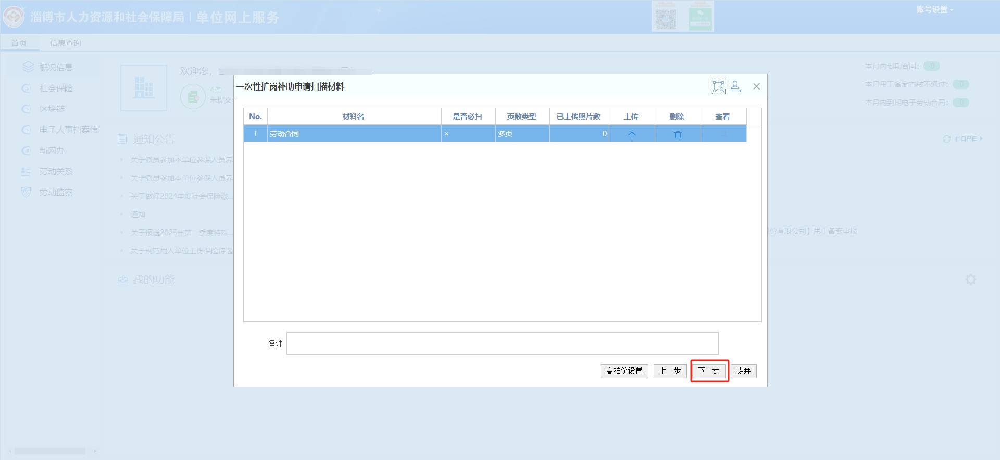 淄博市人力资源和社会保障局 单位网上服务
账号设置
首页 信息查询
概况信息
社会保险
区块链
电子人事档案信
新网办
劳动关系
劳动监察
欢迎您,
4条
未提交
本月内到期合同: 0
本月用工备案审核不通过: 0
本月内到期电子劳动合同: 0
通知公告
MORE
关于派员参加本单位参保人员养
关于派员参加本单位参保人员养
关于做好2024年度社会保险缴...
通知
关于报送2025年第一季度特殊...
关于规范用人单位工伤保险待遇
份有限公司】用工备案申报
我的功能
一次性扩岗补助申请扫描材料
No. 材料名 是否必扫 页数类型 已上传照片数 上传 删除 查看
1 劳动合同 × 多页 0
备注
高拍仪设置 上一步 下一步 废弃